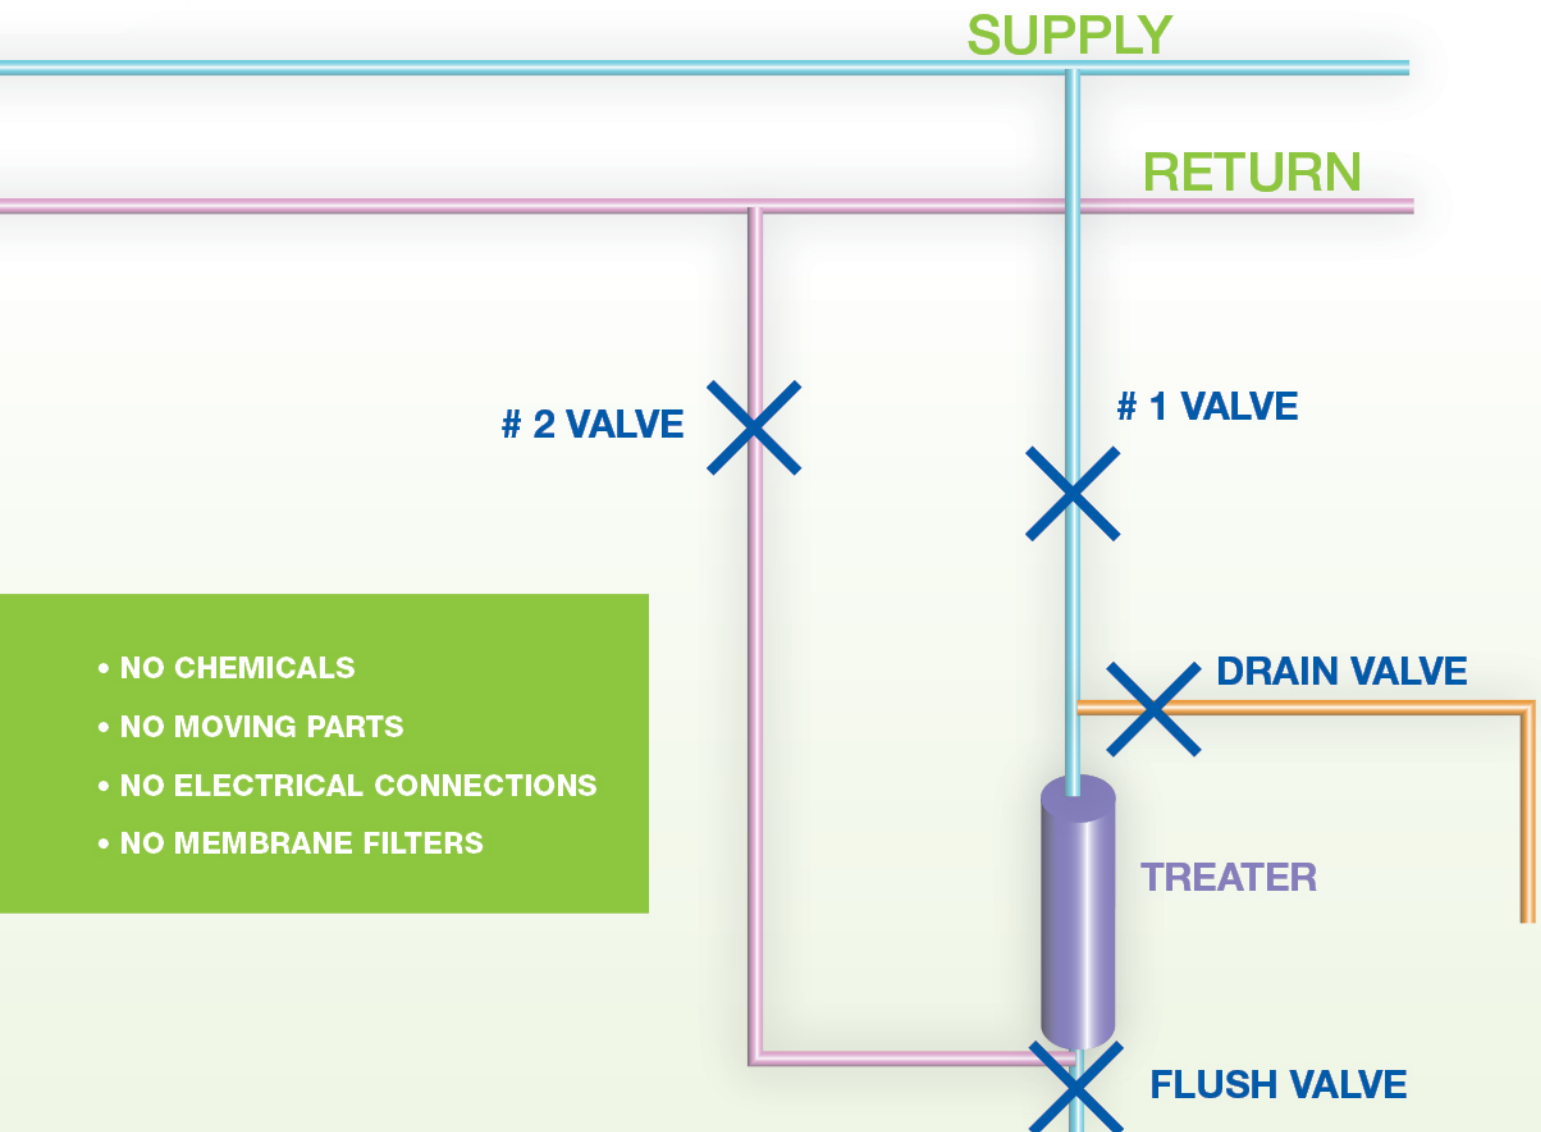 SUPPLY
RETURN
# 1 VALVE
# 2 VALVE
• NO CHEMICALS
• NO MOVING PARTS
• NO ELECTRICAL CONNECTIONS
• NO MEMBRANE FILTERS
DRAIN VALVE
TREATER
FLUSH VALVE